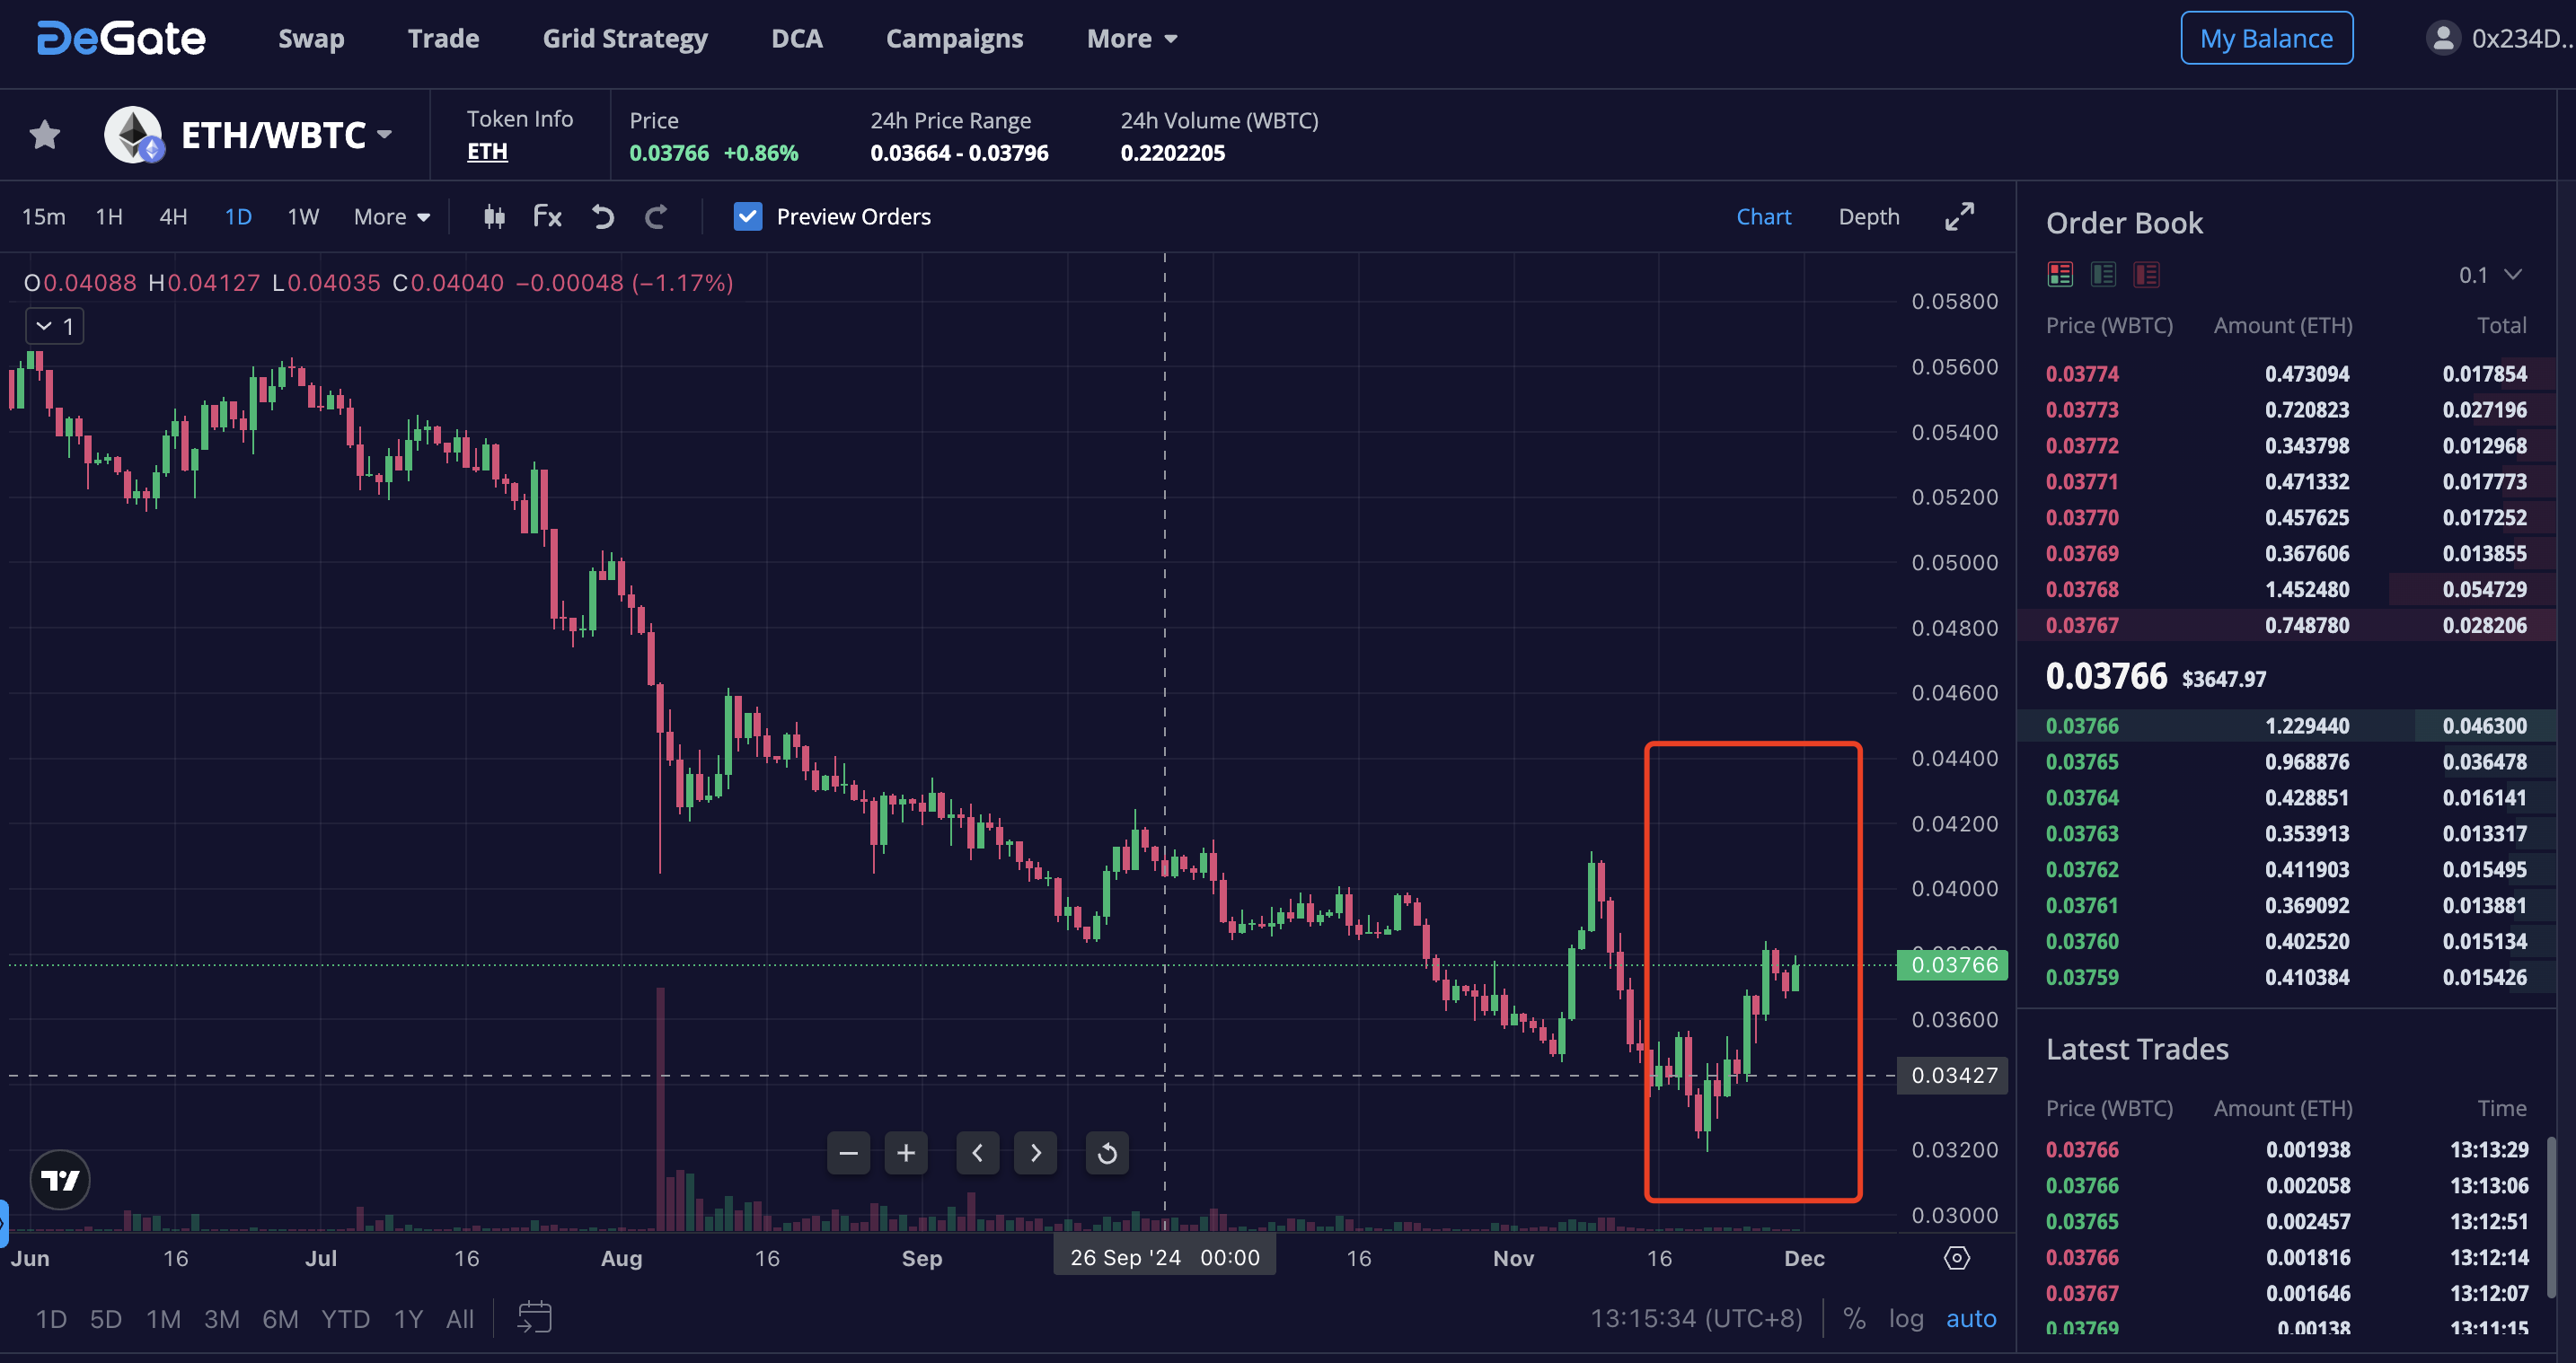 DeGate Swap Trade Grid Strategy DCA Campaigns More My Balance 0x234D..
ETH/WBTC
Token Info
ETH
Price
0.03766 +0.86%
24h Price Range
0.03664 - 0.03796
24h Volume (WBTC)
0.2202205
15m 1H 4H 1D 1W More Fx Preview Orders Chart Depth
O0.04088 H0.04127 L0.04035 C0.04040 −0.00048 (−1.17%)
1
0.05800
0.05600
0.05400
0.05200
0.05000
0.04800
0.04600
0.04400
0.04200
0.04000
0.03766
0.03600
0.03427
0.03200
0.03000
Jun 16 Jul 16 Aug 16 Sep 26 Sep '24 00:00 16 Nov 16 Dec
1D 5D 1M 3M 6M YTD 1Y All 13:15:34 (UTC+8) % log auto
Order Book
0.1
Price (WBTC) Amount (ETH) Total
0.03774 0.473094 0.017854
0.03773 0.720823 0.027196
0.03772 0.343798 0.012968
0.03771 0.471332 0.017773
0.03770 0.457625 0.017252
0.03769 0.367606 0.013855
0.03768 1.452480 0.054729
0.03767 0.748780 0.028206
0.03766 $3647.97
0.03766 1.229440 0.046300
0.03765 0.968876 0.036478
0.03764 0.428851 0.016141
0.03763 0.353913 0.013317
0.03762 0.411903 0.015495
0.03761 0.369092 0.013881
0.03760 0.402520 0.015134
0.03759 0.410384 0.015426
Latest Trades
Price (WBTC) Amount (ETH) Time
0.03766 0.001938 13:13:29
0.03766 0.002058 13:13:06
0.03765 0.002457 13:12:51
0.03766 0.001816 13:12:14
0.03767 0.001646 13:12:07
0.03769 0.00138 13:11:15